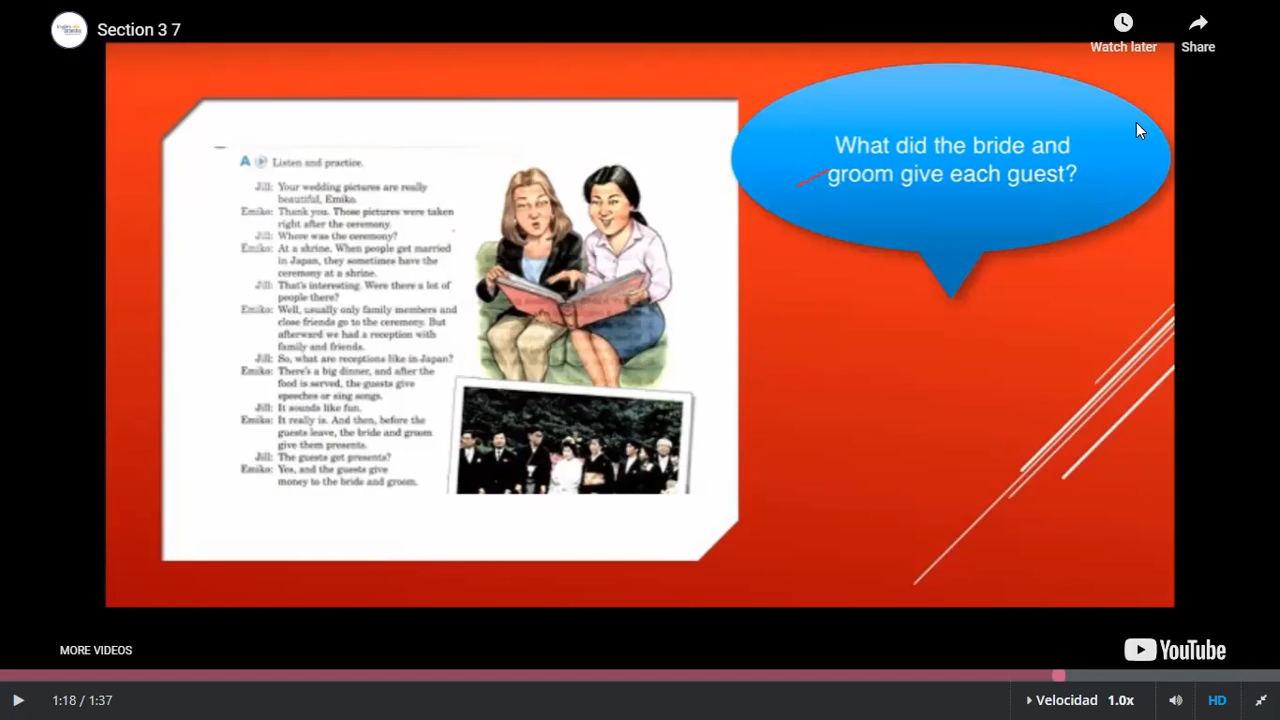 Section 3 7
Watch later
Share
What did the bride and
groom give each guest?
A Listen and practice.
Jill: Your wedding pictures are really
beautiful, Emiko.
Emiko: Thank you. Those pictures were taken
right after the ceremony.
Jill: Where was the ceremony?
Emiko: At a shrine. When people get married
in Japan, they sometimes have the
ceremony at a shrine.
Jill: That's interesting. Were there a lot of
people there?
Emiko: Well, usually only family members and
close friends go to the ceremony. But
afterward we had a reception with
family and friends.
Jill: So, what are receptions like in Japan?
Emiko: There's a big dinner, and after the
food is served, the guests give
speeches or sing songs.
Jill: It sounds like fun.
Emiko: It really is. And then, before the
guests leave, the bride and groom
give them presents.
Jill: The guests get presents?
Emiko: Yes, and the guests give
money to the bride and groom.
MORE VIDEOS
YouTube
1:18 / 1:37
Velocidad 1.0x
HD